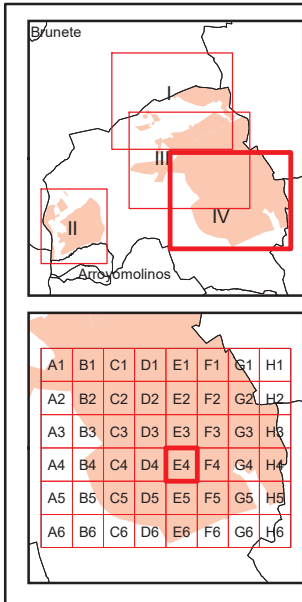 Brunete
I
III
IV
II
Arroyomolinos
A1 B1 C1 D1 E1 F1 G1 H1
A2 B2 C2 D2 E2 F2 G2 H2
A3 B3 C3 D3 E3 F3 G3 H3
A4 B4 C4 D4 E4 F4 G4 H4
A5 B5 C5 D5 E5 F5 G5 H5
A6 B6 C6 D6 E6 F6 G6 H6